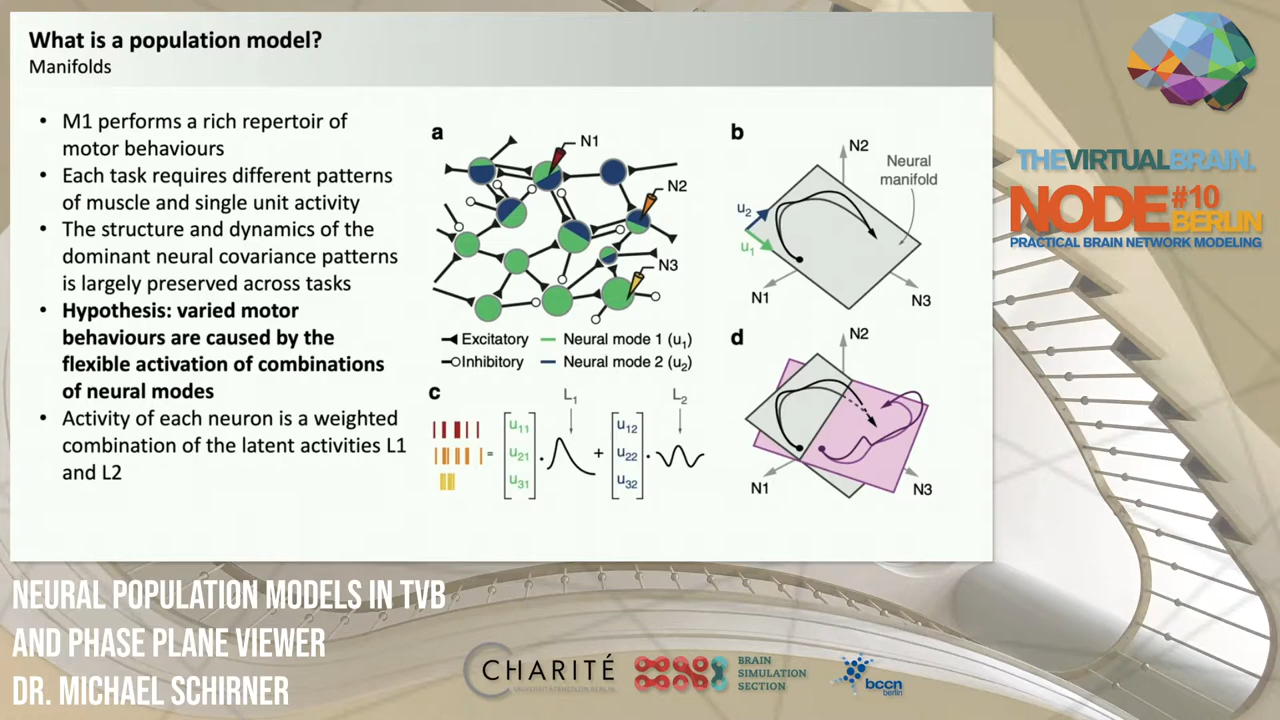 What is a population model?
Manifolds
• M1 performs a rich repertoir of
motor behaviours
• Each task requires different patterns
of muscle and single unit activity
• The structure and dynamics of the
dominant neural covariance patterns
is largely preserved across tasks
• Hypothesis: varied motor
behaviours are caused by the
flexible activation of combinations
of neural modes
• Activity of each neuron is a weighted
combination of the latent activities L1
and L2
a
N1
N2
N3
Excitatory
Neural mode 1 (u₁)
Inhibitory
Neural mode 2 (u₂)
b
N2
Neural
manifold
u₂
u₁
N1
N3
c
L₁
L₂
u₁₁ u₁₂
= u₂₁ · + u₂₂ ·
u₃₁ u₃₂
d
N2
N1
N3
THEVIRTUALBRAIN.
NODE #10
BERLIN
PRACTICAL BRAIN NETWORK MODELING
NEURAL POPULATION MODELS IN TVB
AND PHASE PLANE VIEWER
DR. MICHAEL SCHIRNER
CHARITÉ
UNIVERSITÄTSMEDIZIN BERLIN
BRAIN
SIMULATION
SECTION
bccn
berlin